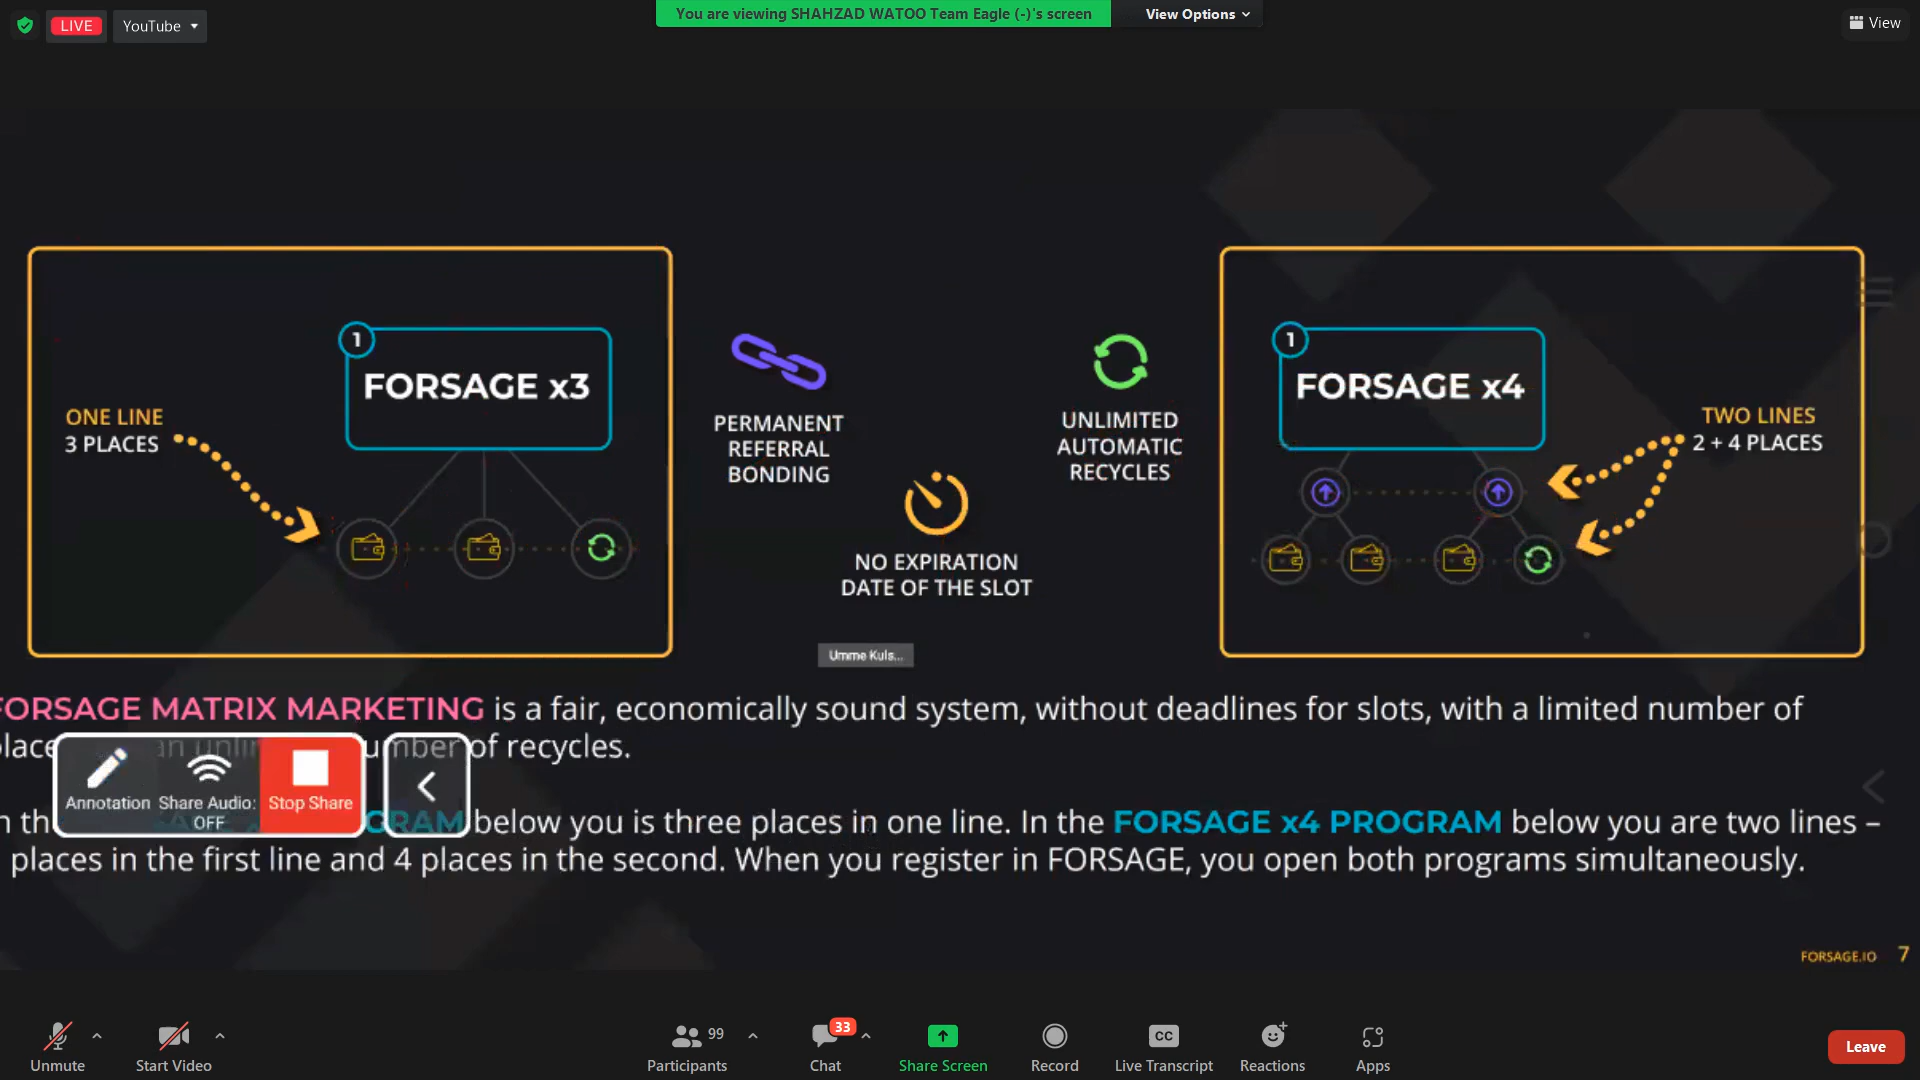 LIVE
YouTube
You are viewing SHAHZAD WATOO Team Eagle (-)'s screen
View Options
View
1
FORSAGE x3
ONE LINE
3 PLACES
PERMANENT
REFERRAL
BONDING
UNLIMITED
AUTOMATIC
RECYCLES
NO EXPIRATION
DATE OF THE SLOT
1
FORSAGE x4
TWO LINES
2 + 4 PLACES
Umme Kuls...
FORSAGE MATRIX MARKETING is a fair, economically sound system, without deadlines for slots, with a limited number of
of recycles.
Annotation
Share Audio:
OFF
Stop Share
below you is three places in one line. In the FORSAGE x4 PROGRAM below you are two lines –
places in the first line and 4 places in the second. When you register in FORSAGE, you open both programs simultaneously.
FORSAGE.IO 7
Unmute
Start Video
Participants 99
Chat 33
Share Screen
Record
CC
Live Transcript
Reactions
Apps
Leave